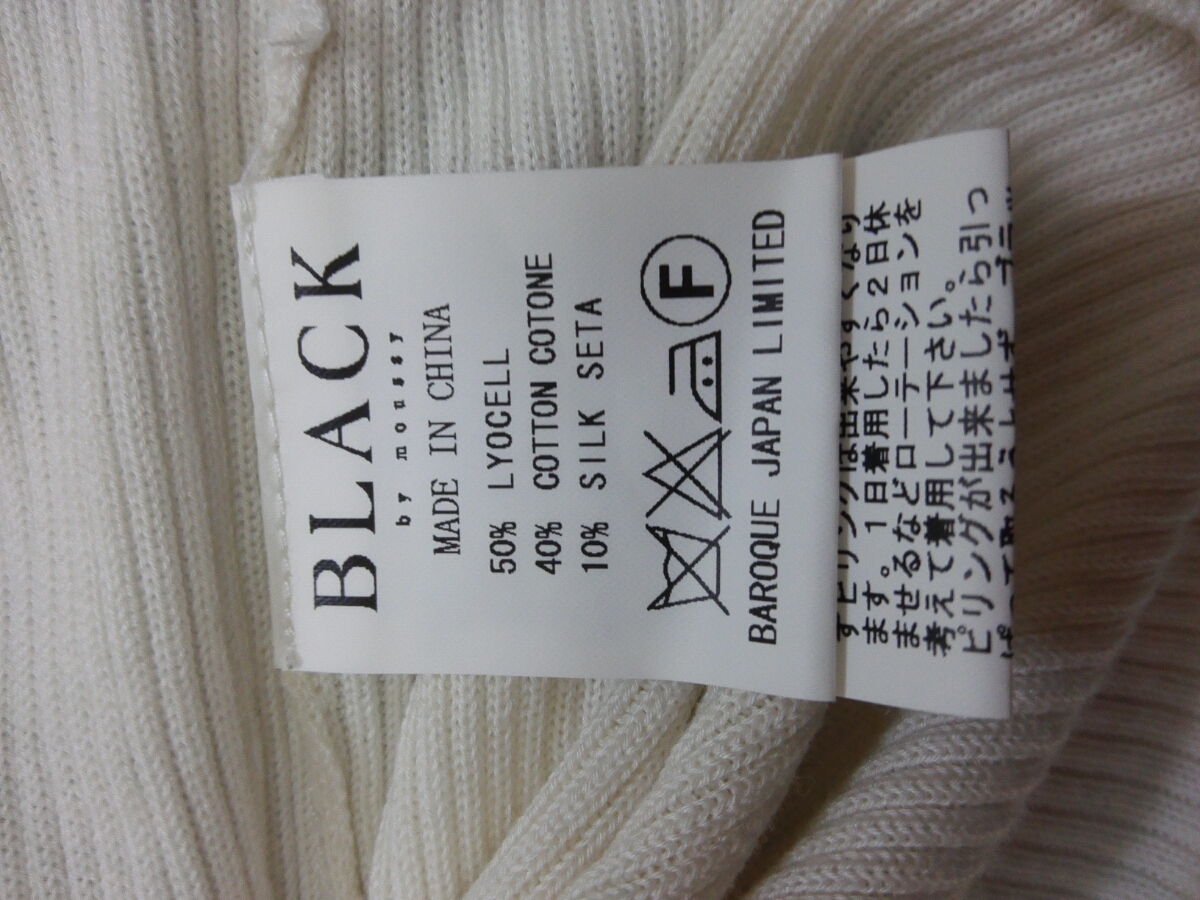 BLACK
by moussy
MADE IN CHINA
50% LYOCELL
40% COTTON COTONE
10% SILK SETA
F
BAROQUE JAPAN LIMITED
すピリングは出来やすくなり
ます。1日着用したら2日休
ませるなどローテーションを
考えて着用して下さい。
ピリングが出来ましたら引っ